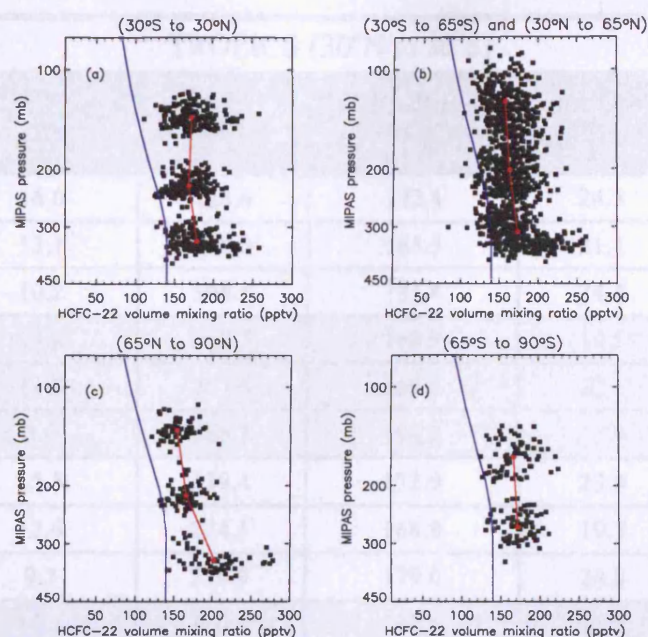 (30°S to 30°N)
(30°S to 65°S) and (30°N to 65°N)
(a)
(b)
MIPAS pressure (mb)
100
200
300
450
50 100 150 200 250 300
HCFC-22 volume mixing ratio (pptv)
MIPAS pressure (mb)
100
200
300
450
50 100 150 200 250 300
HCFC-22 volume mixing ratio (pptv)
(65°N to 90°N)
(65°S to 90°S)
(c)
(d)
MIPAS pressure (mb)
100
200
300
450
50 100 150 200 250 300
HCFC-22 volume mixing ratio (pptv)
MIPAS pressure (mb)
100
200
300
450
50 100 150 200 250 300
HCFC-22 volume mixing ratio (pptv)